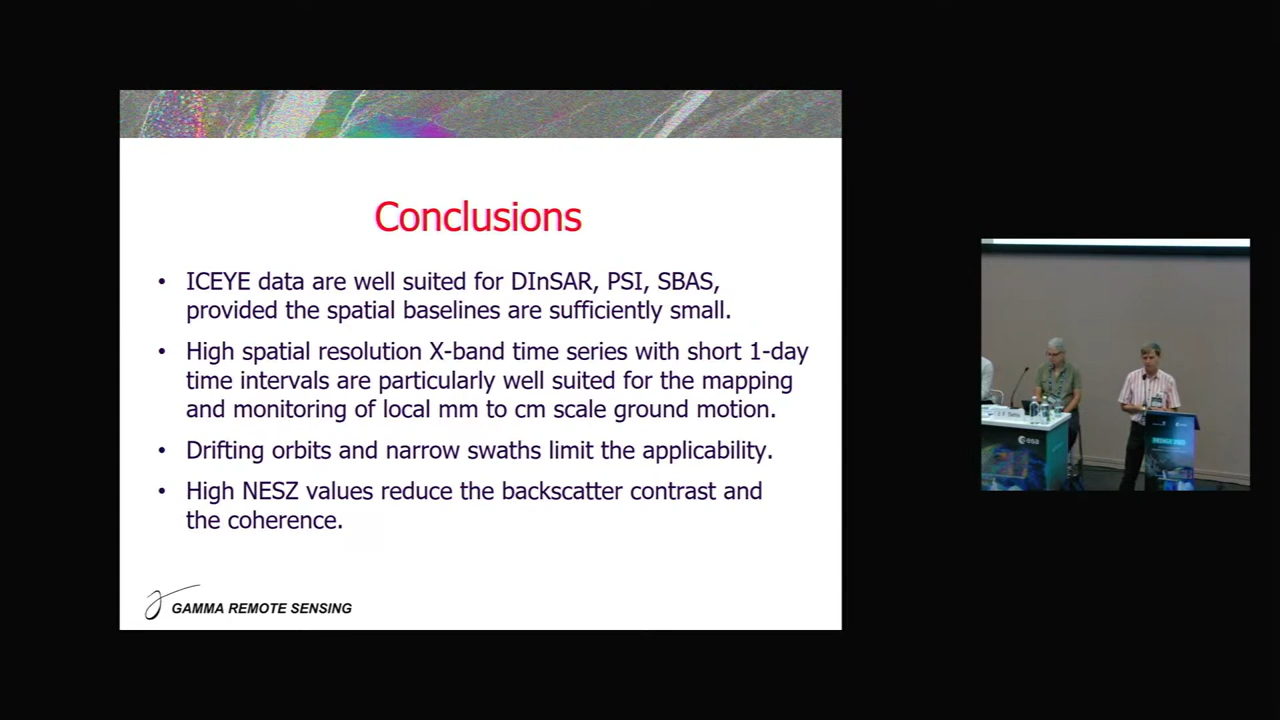 Conclusions
• ICEYE data are well suited for DInSAR, PSI, SBAS,
provided the spatial baselines are sufficiently small.
• High spatial resolution X-band time series with short 1-day
time intervals are particularly well suited for the mapping
and monitoring of local mm to cm scale ground motion.
• Drifting orbits and narrow swaths limit the applicability.
• High NESZ values reduce the backscatter contrast and
the coherence.
GAMMA REMOTE SENSING
esa